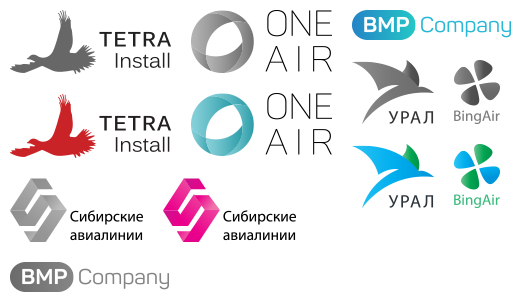 TETRA
Install
ONE
AIR
BMP Company
УРАЛ
BingAir
TETRA
Install
ONE
AIR
УРАЛ
BingAir
Сибирские
авиалинии
Сибирские
авиалинии
BMP Company